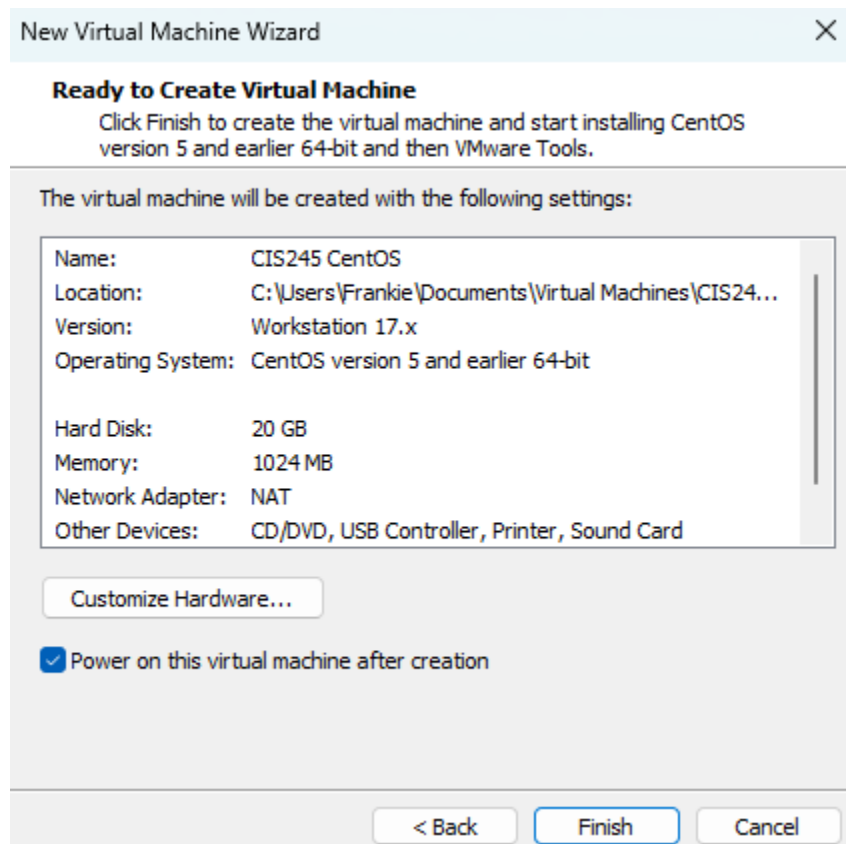 New Virtual Machine Wizard
Ready to Create Virtual Machine
Click Finish to create the virtual machine and start installing CentOS
version 5 and earlier 64-bit and then VMware Tools.
The virtual machine will be created with the following settings:
Name: CIS245 CentOS
Location: C:\Users\Frankie\Documents\Virtual Machines\CIS24...
Version: Workstation 17.x
Operating System: CentOS version 5 and earlier 64-bit
Hard Disk: 20 GB
Memory: 1024 MB
Network Adapter: NAT
Other Devices: CD/DVD, USB Controller, Printer, Sound Card
Customize Hardware...
Power on this virtual machine after creation
< Back Finish Cancel